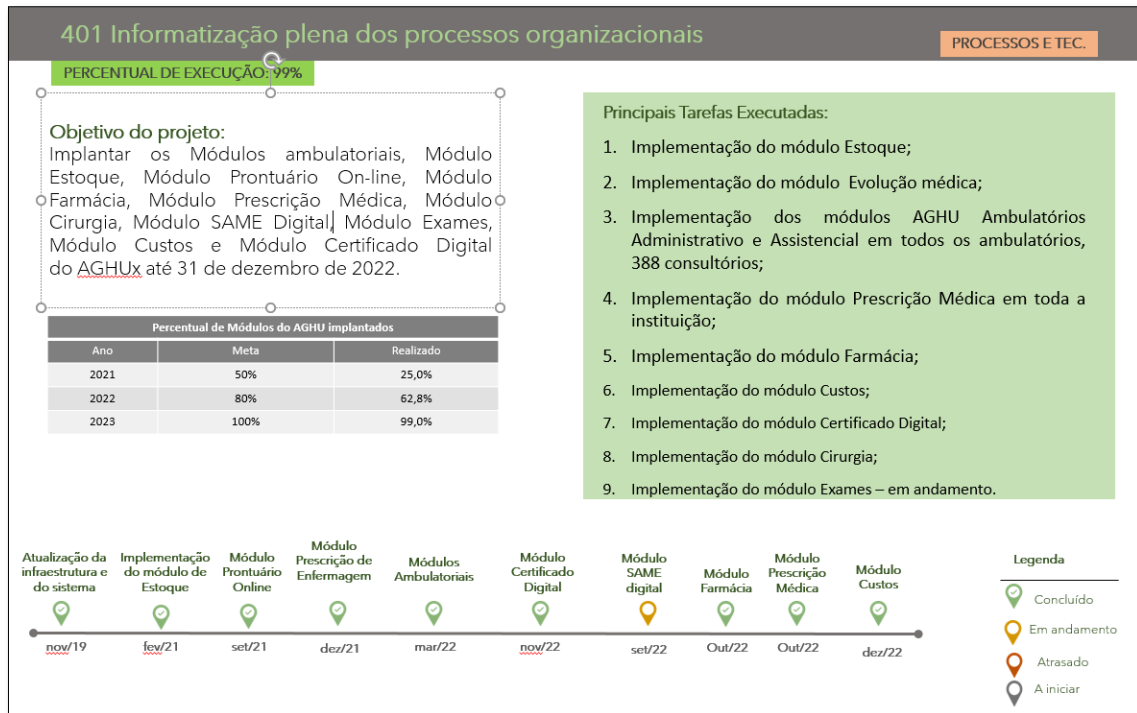 401 Informatização plena dos processos organizacionais
PROCESSOS E TEC.
PERCENTUAL DE EXECUÇÃO: 99%
Objetivo do projeto:
Implantar os Módulos ambulatoriais, Módulo
Estoque, Módulo Prontuário On-line, Módulo
Farmácia, Módulo Prescrição Médica, Módulo
Cirurgia, Módulo SAME Digital, Módulo Exames,
Módulo Custos e Módulo Certificado Digital
do AGHUx até 31 de dezembro de 2022.
Percentual de Módulos do AGHU implantados
Ano Meta Realizado
2021 50% 25,0%
2022 80% 62,8%
2023 100% 99,0%
Principais Tarefas Executadas:
1. Implementação do módulo Estoque;
2. Implementação do módulo Evolução médica;
3. Implementação dos módulos AGHU Ambulatórios
Administrativo e Assistencial em todos os ambulatórios,
388 consultórios;
4. Implementação do módulo Prescrição Médica em toda a
instituição;
5. Implementação do módulo Farmácia;
6. Implementação do módulo Custos;
7. Implementação do módulo Certificado Digital;
8. Implementação do módulo Cirurgia;
9. Implementação do módulo Exames – em andamento.
Atualização da
infraestrutura e
do sistema
nov/19
Implementação
do módulo de
Estoque
fev/21
Módulo
Prontuário
Online
set/21
Módulo
Prescrição de
Enfermagem
dez/21
Módulos
Ambulatoriais
mar/22
Módulo
Certificado
Digital
nov/22
Módulo
SAME
digital
set/22
Módulo
Farmácia
Out/22
Módulo
Prescrição
Médica
Out/22
Módulo
Custos
dez/22
Legenda
Concluído
Em andamento
Atrasado
A iniciar